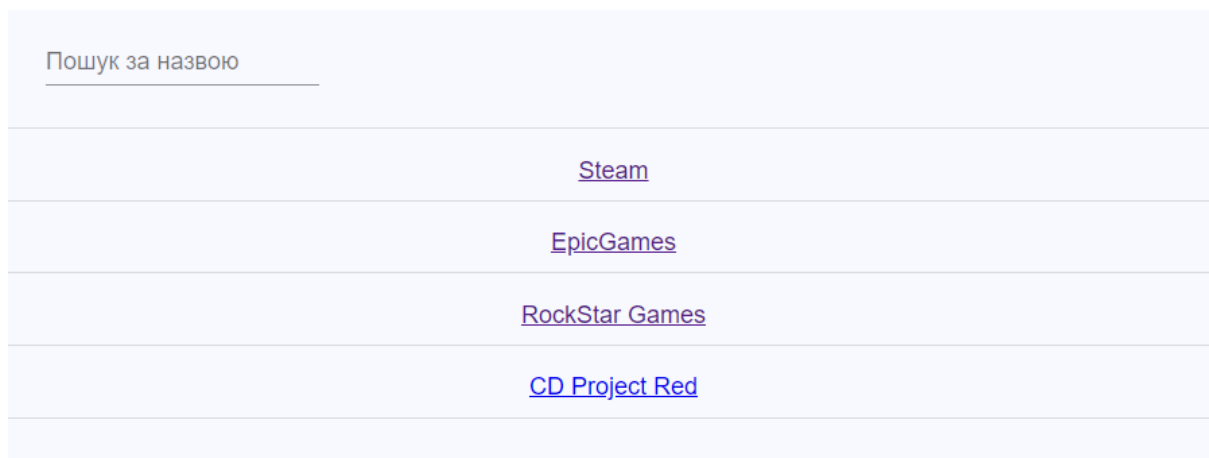 Пошук за назвою
Steam
EpicGames
RockStar Games
CD Project Red